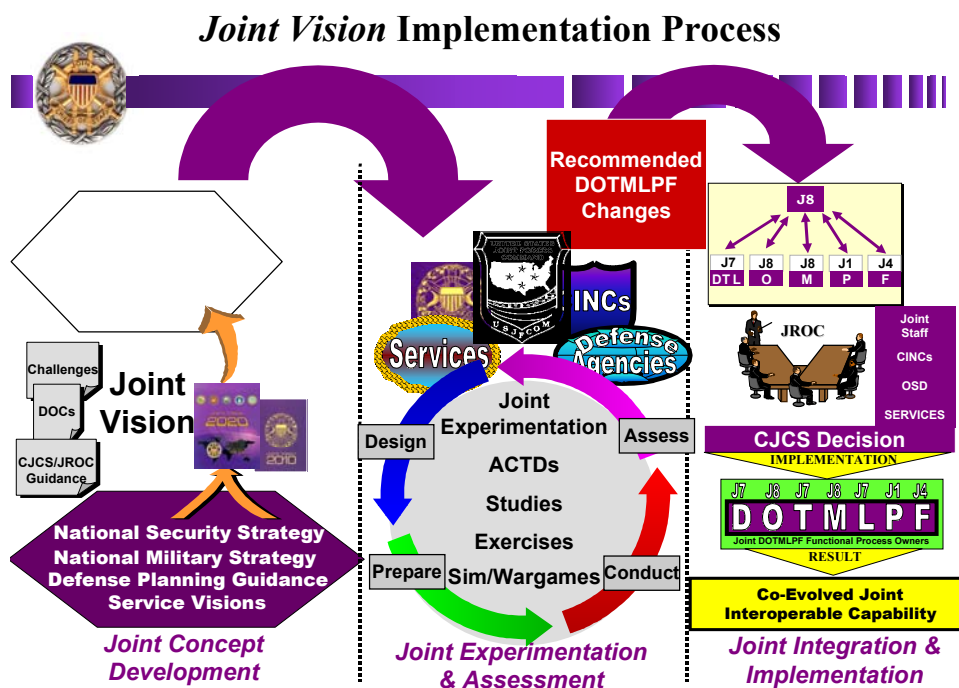 Joint Vision Implementation Process
Challenges
DOCs
CJCS/JROC
Guidance
Joint
Vision
2020
2010
National Security Strategy
National Military Strategy
Defense Planning Guidance
Service Visions
Joint Concept
Development
Recommended
DOTMLPF
Changes
UNITED STATES
JOINT FORCES
COMMAND
USJFCOM
CINCs
Services
Defense
Agencies
Joint
Experimentation
ACTDs
Studies
Exercises
Sim/Wargames
Design
Assess
Prepare
Conduct
Joint Experimentation
& Assessment
J8
J7 J8 J8 J1 J4
DTL O M P F
JROC
Joint
Staff
CINCs
OSD
SERVICES
CJCS Decision
IMPLEMENTATION
J7 J8 J7 J8 J7 J1 J4
D O T M L P F
Joint DOTMLPF Functional Process Owners
RESULT
Co-Evolved Joint
Interoperable Capability
Joint Integration &
Implementation